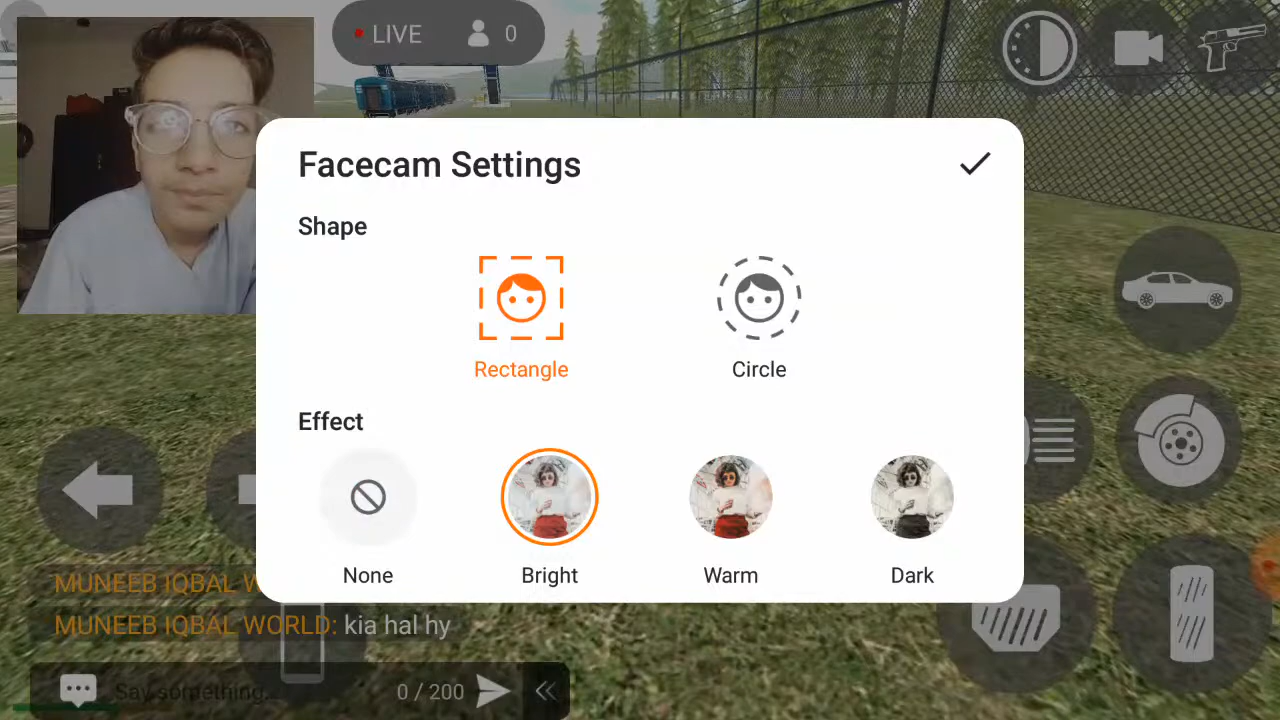 LIVE 0
Facecam Settings
Shape
Rectangle
Circle
Effect
None
Bright
Warm
Dark
MUNEEB IQBAL W
MUNEEB IQBAL WORLD: kia hal hy
Say something...
0 / 200